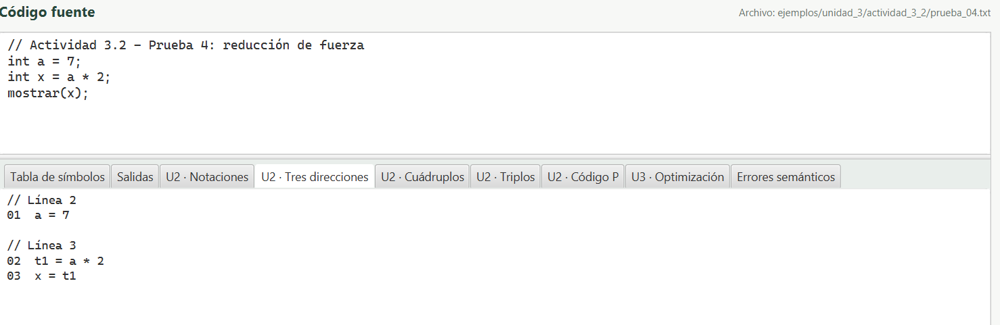 Código fuente
Archivo: ejemplos/unidad_3/actividad_3_2/prueba_04.txt
// Actividad 3.2 – Prueba 4: reducción de fuerza
int a = 7;
int x = a * 2;
mostrar(x);
Tabla de símbolos
Salidas
U2 · Notaciones
U2 · Tres direcciones
U2 · Cuádruplos
U2 · Triplos
U2 · Código P
U3 · Optimización
Errores semánticos
// Línea 2
01  a = 7
// Línea 3
02  t1 = a * 2
03  x = t1